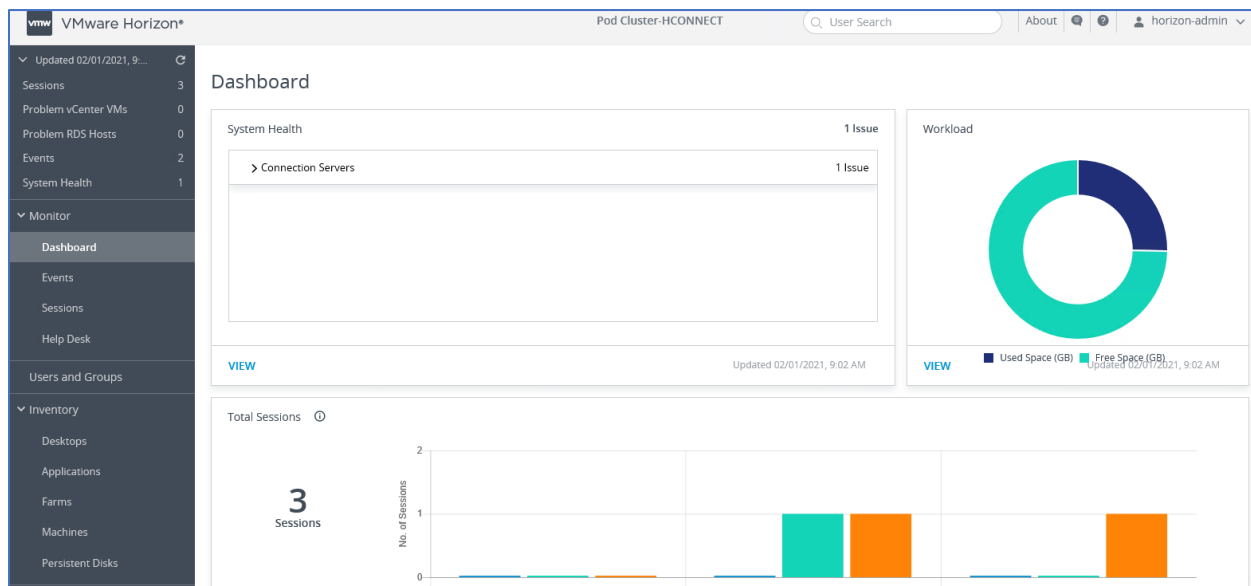 vmw VMware Horizon® Pod Cluster-HCONNECT User Search About horizon-admin
Updated 02/01/2021, 9:...
Sessions 3
Problem vCenter VMs 0
Problem RDS Hosts 0
Events 2
System Health 1
Monitor
Dashboard
Events
Sessions
Help Desk
Users and Groups
Inventory
Desktops
Applications
Farms
Machines
Persistent Disks
Dashboard
System Health 1 Issue
Connection Servers 1 Issue
VIEW Updated 02/01/2021, 9:02 AM
Workload
Used Space (GB) Free Space (GB)
VIEW Updated 02/01/2021, 9:02 AM
Total Sessions
3
Sessions
No. of Sessions
2
1
0